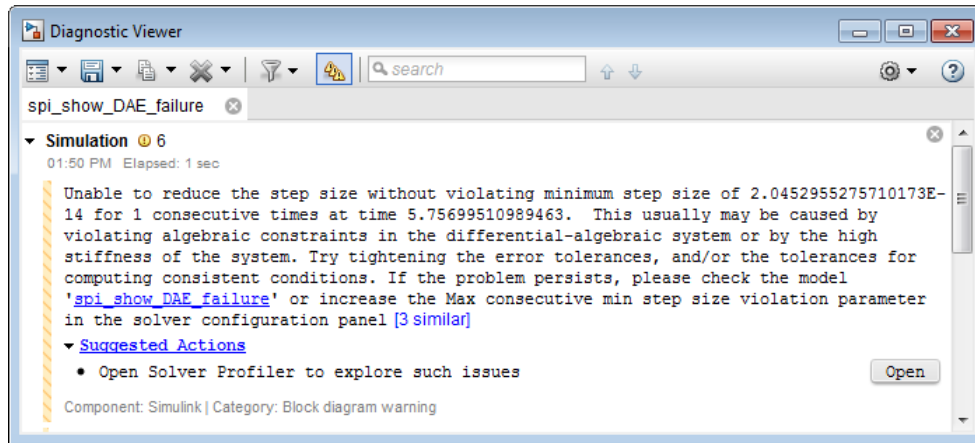 Diagnostic Viewer
search
spi_show_DAE_failure
Simulation 6
01:50 PM Elapsed: 1 sec
Unable to reduce the step size without violating minimum step size of 2.0452955275710173E-
14 for 1 consecutive times at time 5.75699510989463.  This usually may be caused by
violating algebraic constraints in the differential-algebraic system or by the high
stiffness of the system. Try tightening the error tolerances, and/or the tolerances for
computing consistent conditions. If the problem persists, please check the model
'spi_show_DAE_failure' or increase the Max consecutive min step size violation parameter
in the solver configuration panel [3 similar]
Suggested Actions
• Open Solver Profiler to explore such issues
Open
Component: Simulink | Category: Block diagram warning